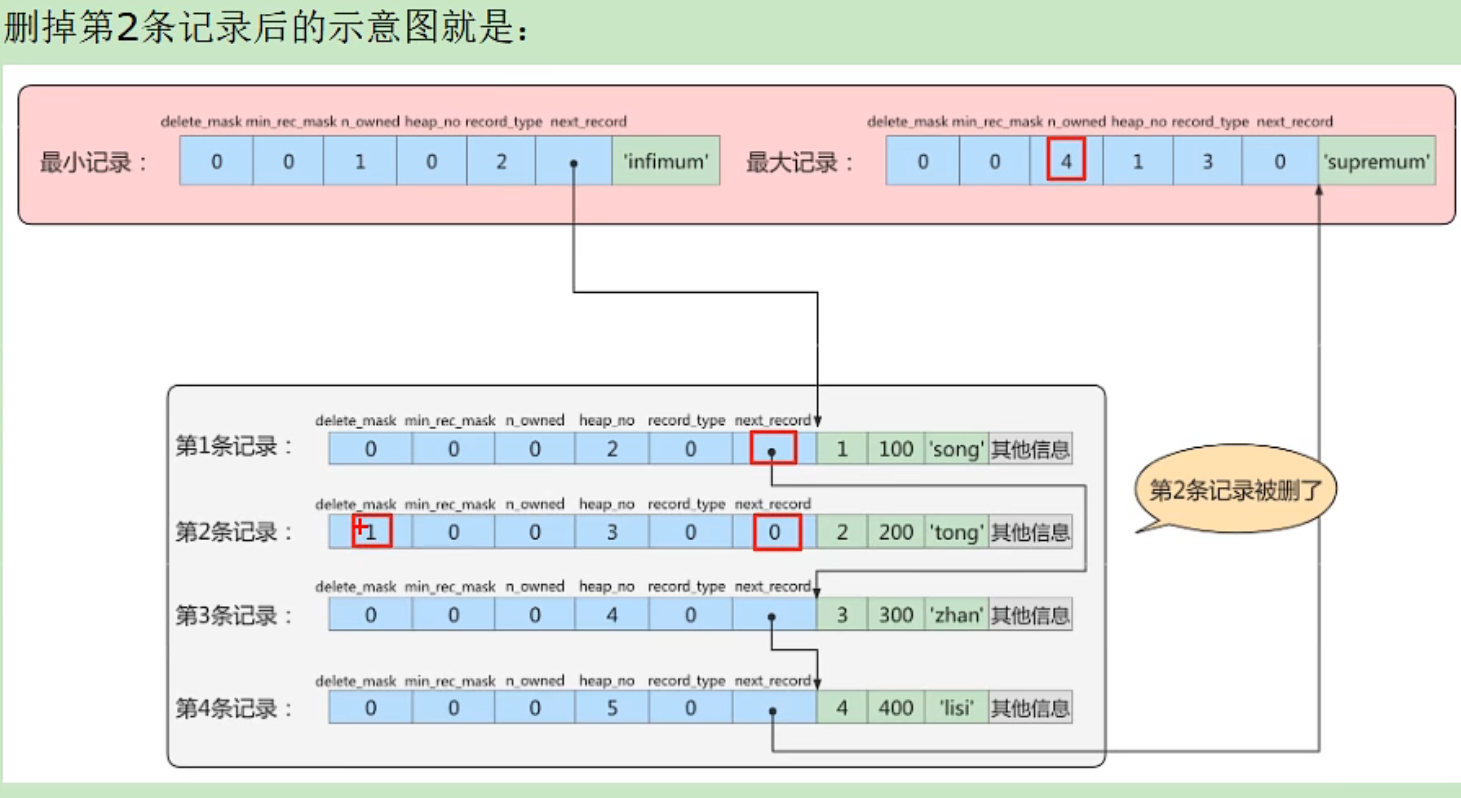 删掉第2条记录后的示意图就是：
delete_mask min_rec_mask n_owned heap_no record_type next_record
最小记录： 0 0 1 0 2 'infimum'
delete_mask min_rec_mask n_owned heap_no record_type next_record
最大记录： 0 0 4 1 3 0 'supremum'
delete_mask min_rec_mask n_owned heap_no record_type next_record
第1条记录： 0 0 0 2 0 1 100 'song' 其他信息
delete_mask min_rec_mask n_owned heap_no record_type next_record
第2条记录： 1 0 0 3 0 0 2 200 'tong' 其他信息
第2条记录被删了
delete_mask min_rec_mask n_owned heap_no record_type next_record
第3条记录： 0 0 0 4 0 3 300 'zhan' 其他信息
delete_mask min_rec_mask n_owned heap_no record_type next_record
第4条记录： 0 0 0 5 0 4 400 'lisi' 其他信息